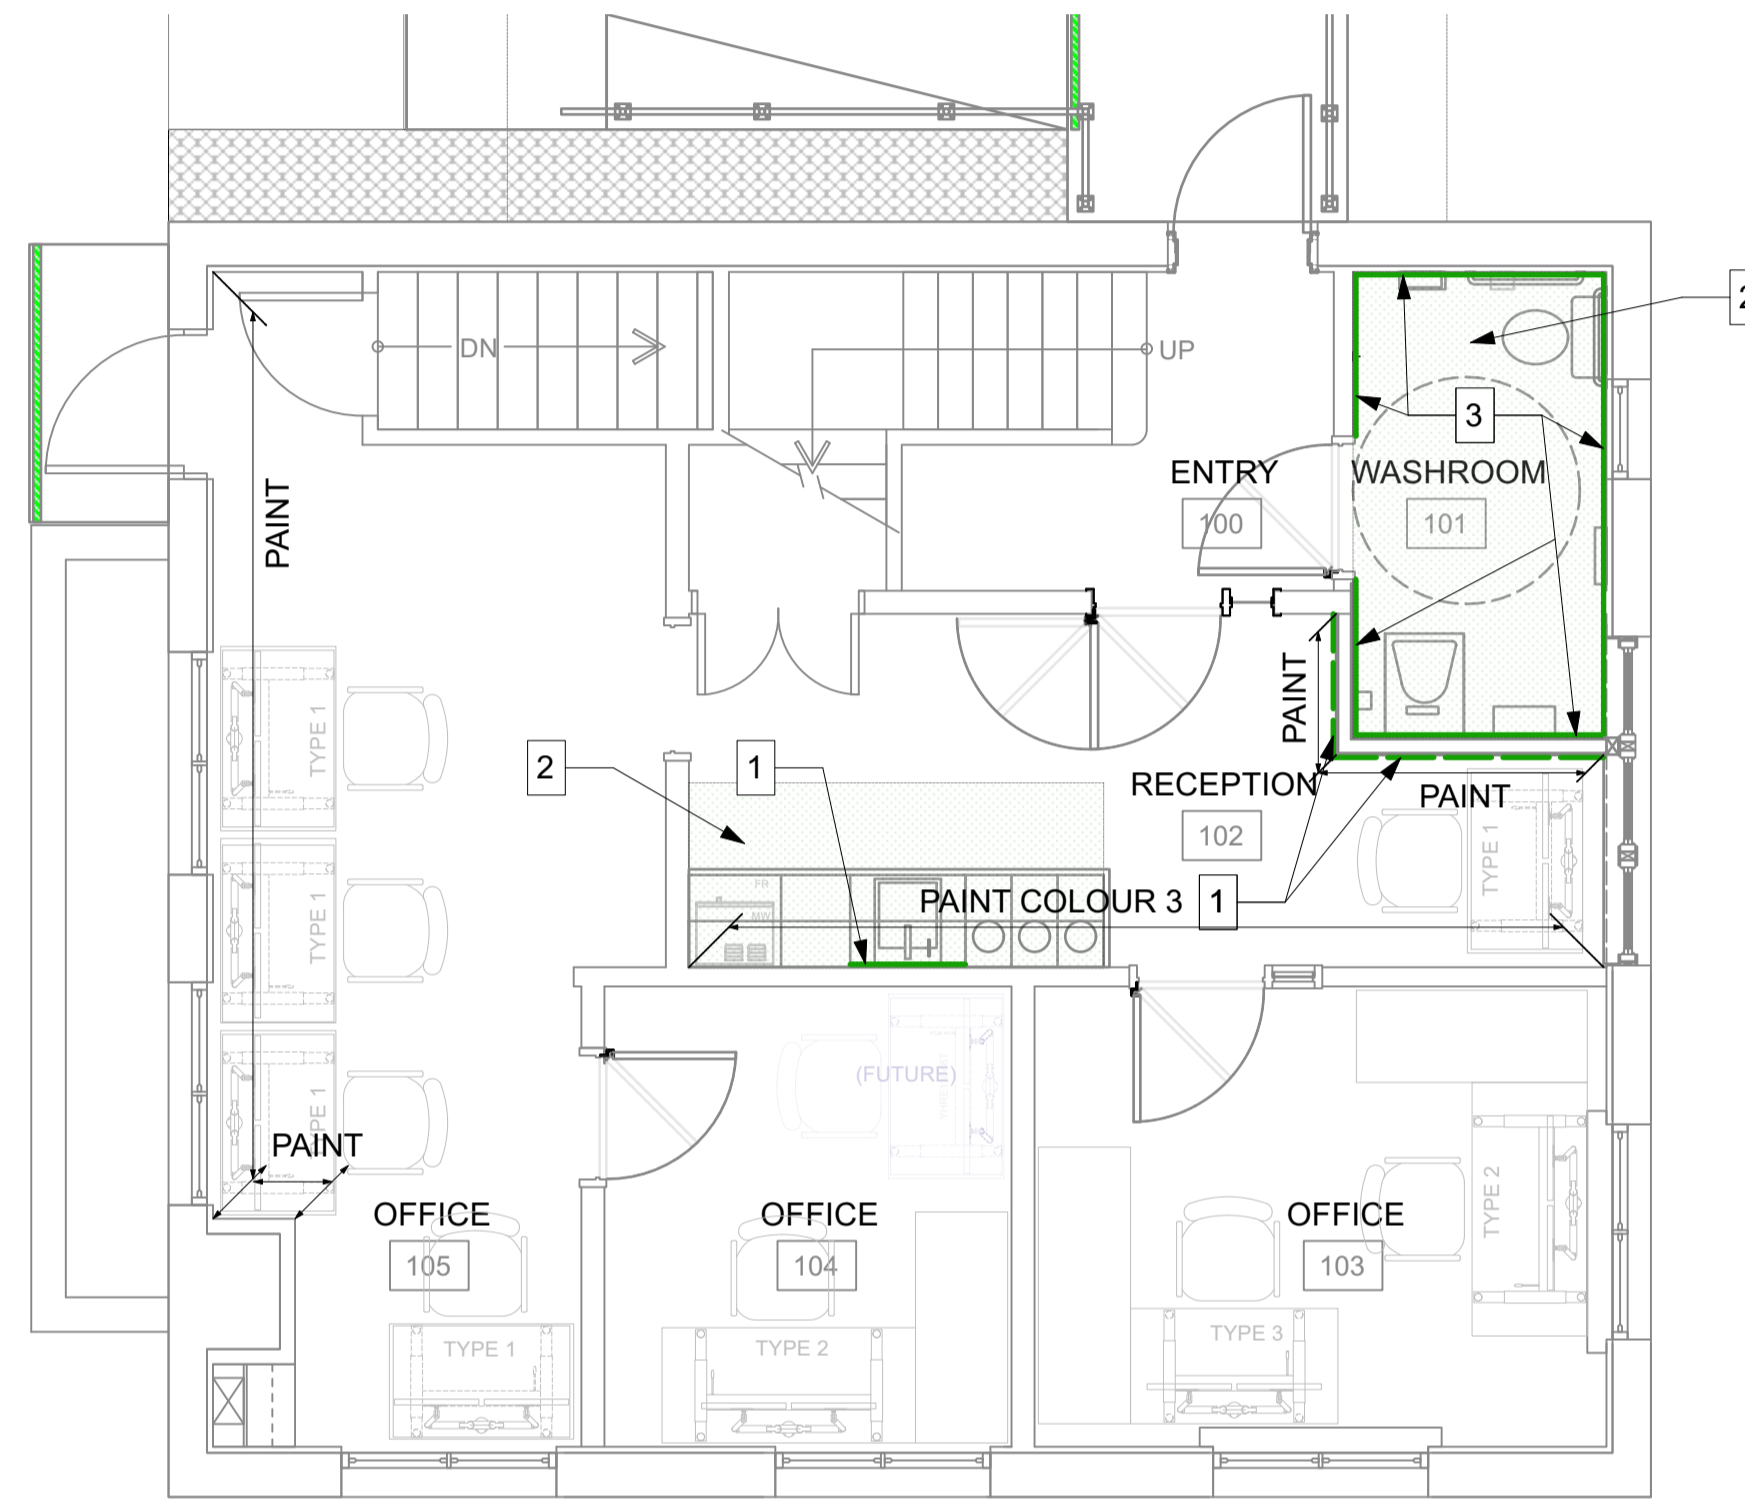 DN
UP
2
3
PAINT
ENTRY
100
WASHROOM
101
TYPE 1
PAINT
2
1
RECEPTION
102
PAINT
TYPE 1
FR
MW
PAINT COLOUR 3
1
TYPE 1
(FUTURE)
TYPE 1
PAINT
TYPE 2
OFFICE
105
OFFICE
104
OFFICE
103
TYPE 1
TYPE 2
TYPE 3